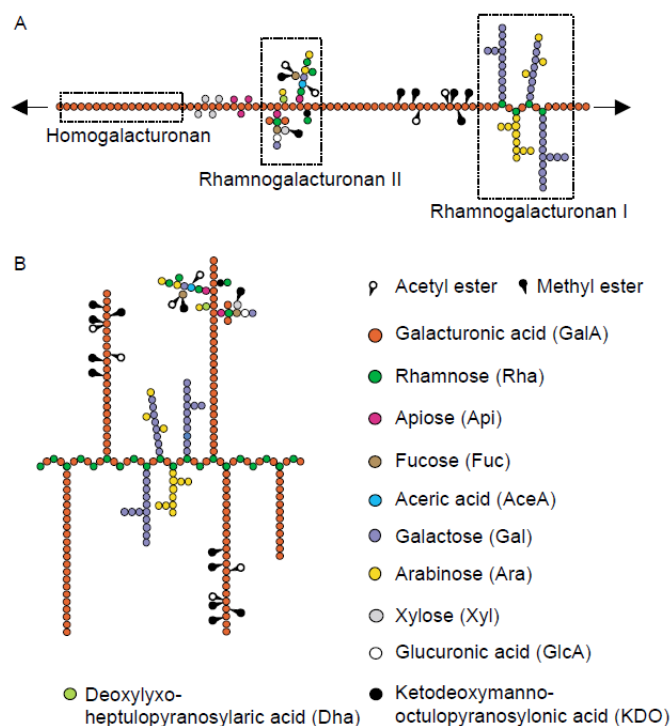 A
Homogalacturonan
Rhamnogalacturonan II
Rhamnogalacturonan I
B
Acetyl ester
Methyl ester
Galacturonic acid (GalA)
Rhamnose (Rha)
Apiose (Api)
Fucose (Fuc)
Aceric acid (AceA)
Galactose (Gal)
Arabinose (Ara)
Xylose (Xyl)
Glucuronic acid (GlcA)
Deoxylyxo-
heptulopyranosylaric acid (Dha)
Ketodeoxymanno-
octulopyranosylonic acid (KDO)